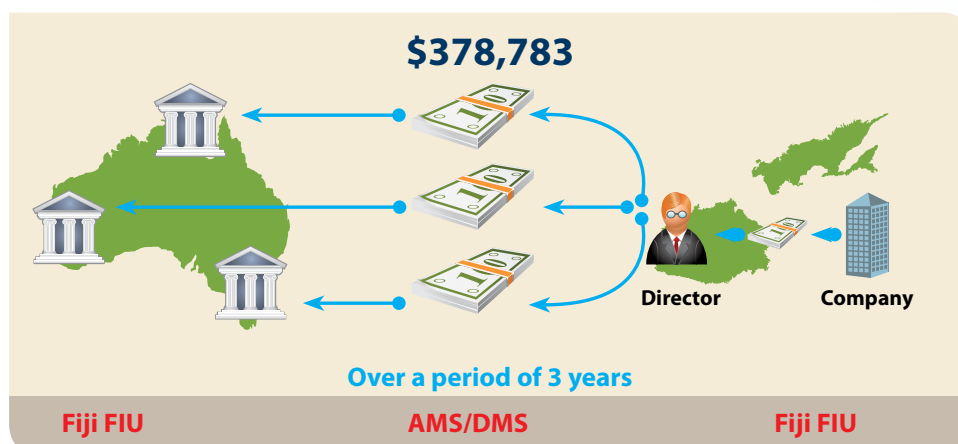 $378,783
Director
Company
Over a period of 3 years
Fiji FIU
AMS/DMS
Fiji FIU